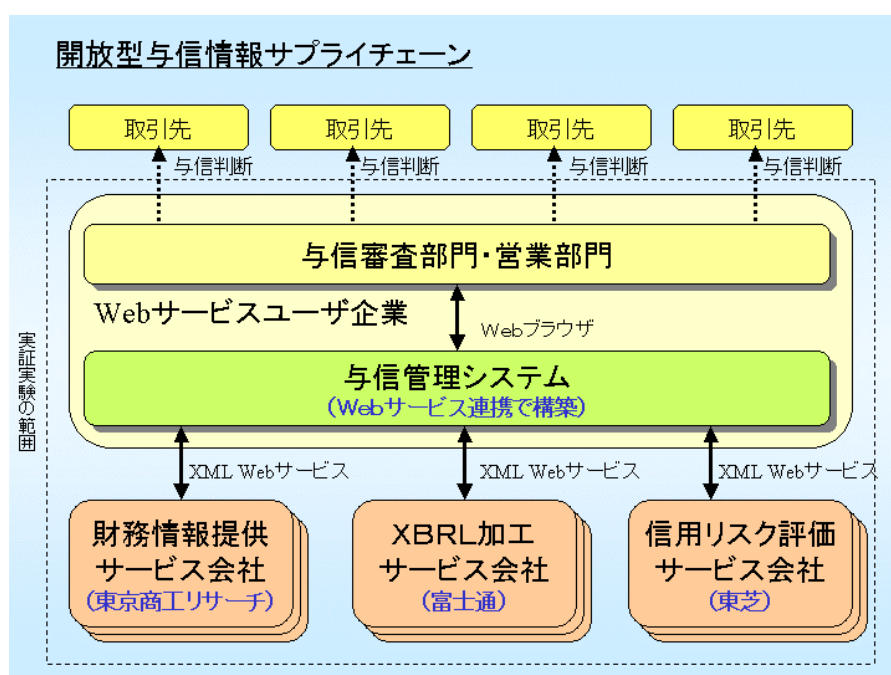 開放型与信情報サプライチェーン
取引先
取引先
取引先
取引先
与信判断
与信判断
与信判断
与信判断
与信審査部門・営業部門
Webサービスユーザ企業
Webブラウザ
与信管理システム
(Webサービス連携で構築)
実証実験の範囲
XML Webサービス
XML Webサービス
XML Webサービス
財務情報提供
サービス会社
(東京商工リサーチ)
XBRL加工
サービス会社
(富士通)
信用リスク評価
サービス会社
(東芝)